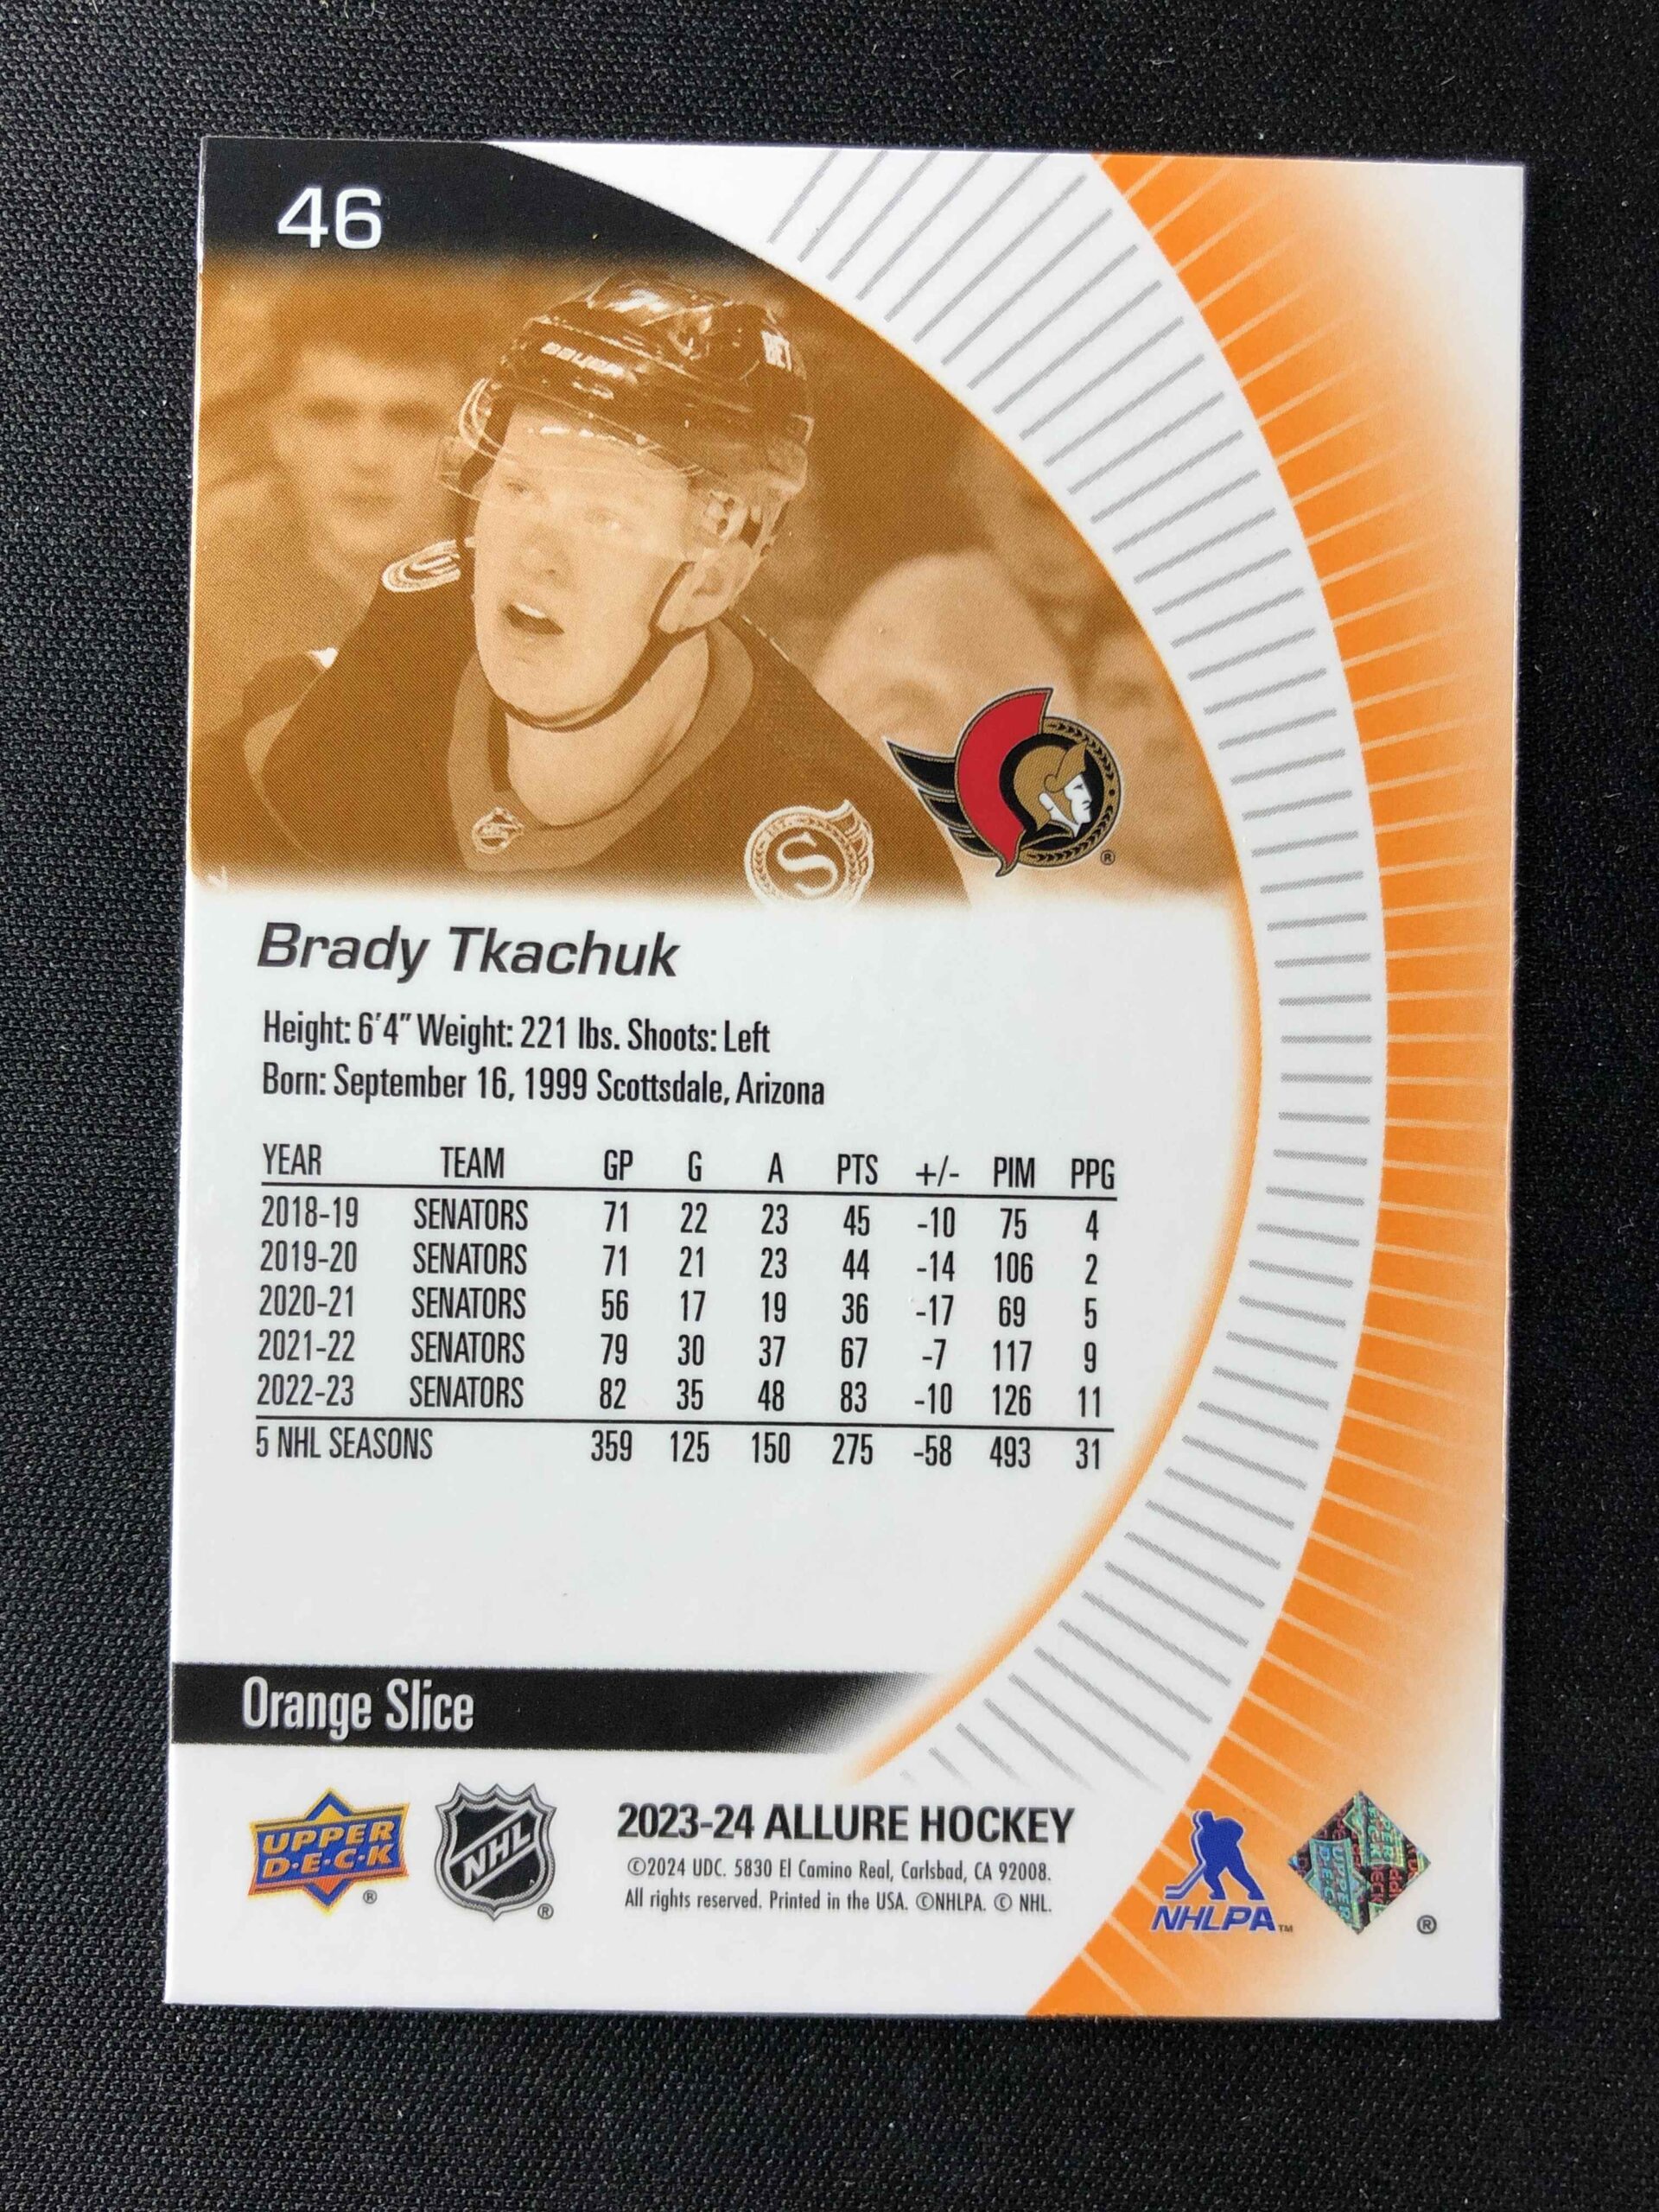 46
BAUER
BET
S
®
Brady Tkachuk
Height: 6'4" Weight: 221 lbs. Shoots: Left
Born: September 16, 1999 Scottsdale, Arizona
YEAR TEAM GP G A PTS +/- PIM PPG
2018-19 SENATORS 71 22 23 45 -10 75 4
2019-20 SENATORS 71 21 23 44 -14 106 2
2020-21 SENATORS 56 17 19 36 -17 69 5
2021-22 SENATORS 79 30 37 67 -7 117 9
2022-23 SENATORS 82 35 48 83 -10 126 11
5 NHL SEASONS 359 125 150 275 -58 493 31
Orange Slice
UPPER
D·E·C·K
®
NHL
®
2023-24 ALLURE HOCKEY
©2024 UDC. 5830 El Camino Real, Carlsbad, CA 92008.
All rights reserved. Printed in the USA. ©NHLPA. © NHL.
NHLPA™
®